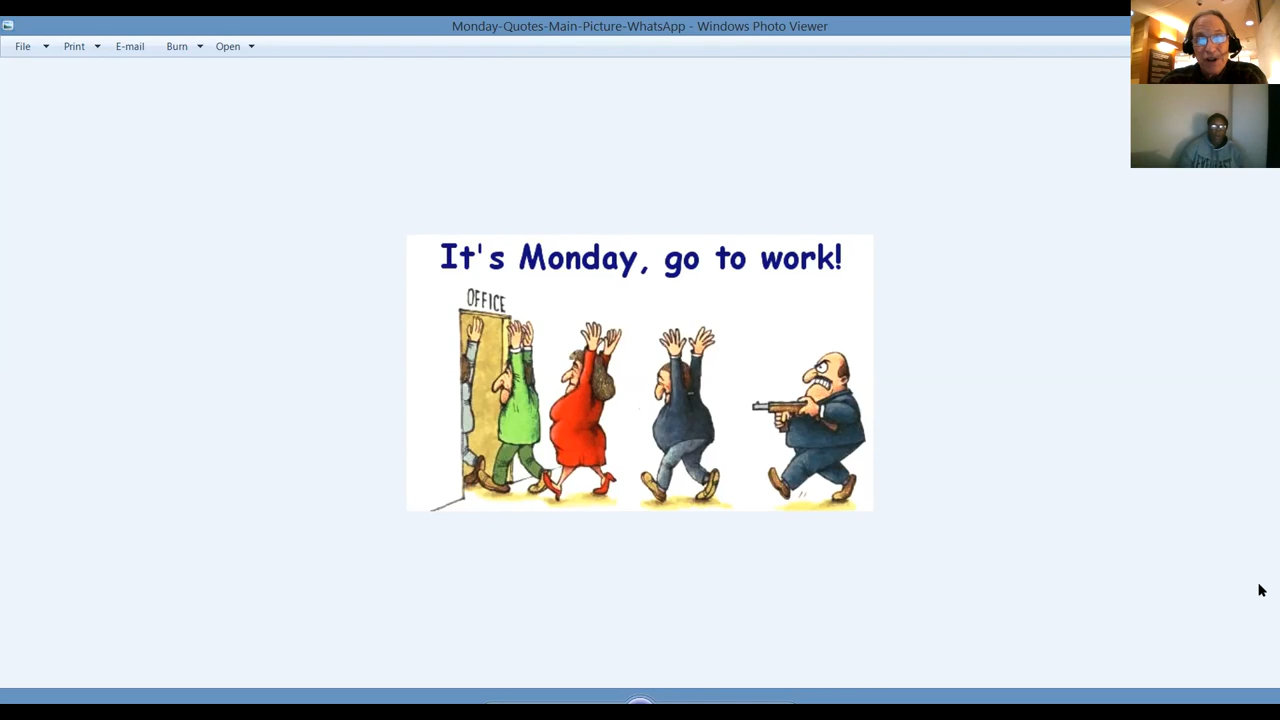 Monday-Quotes-Main-Picture-WhatsApp - Windows Photo Viewer
File Print E-mail Burn Open
It's Monday, go to work!
OFFICE